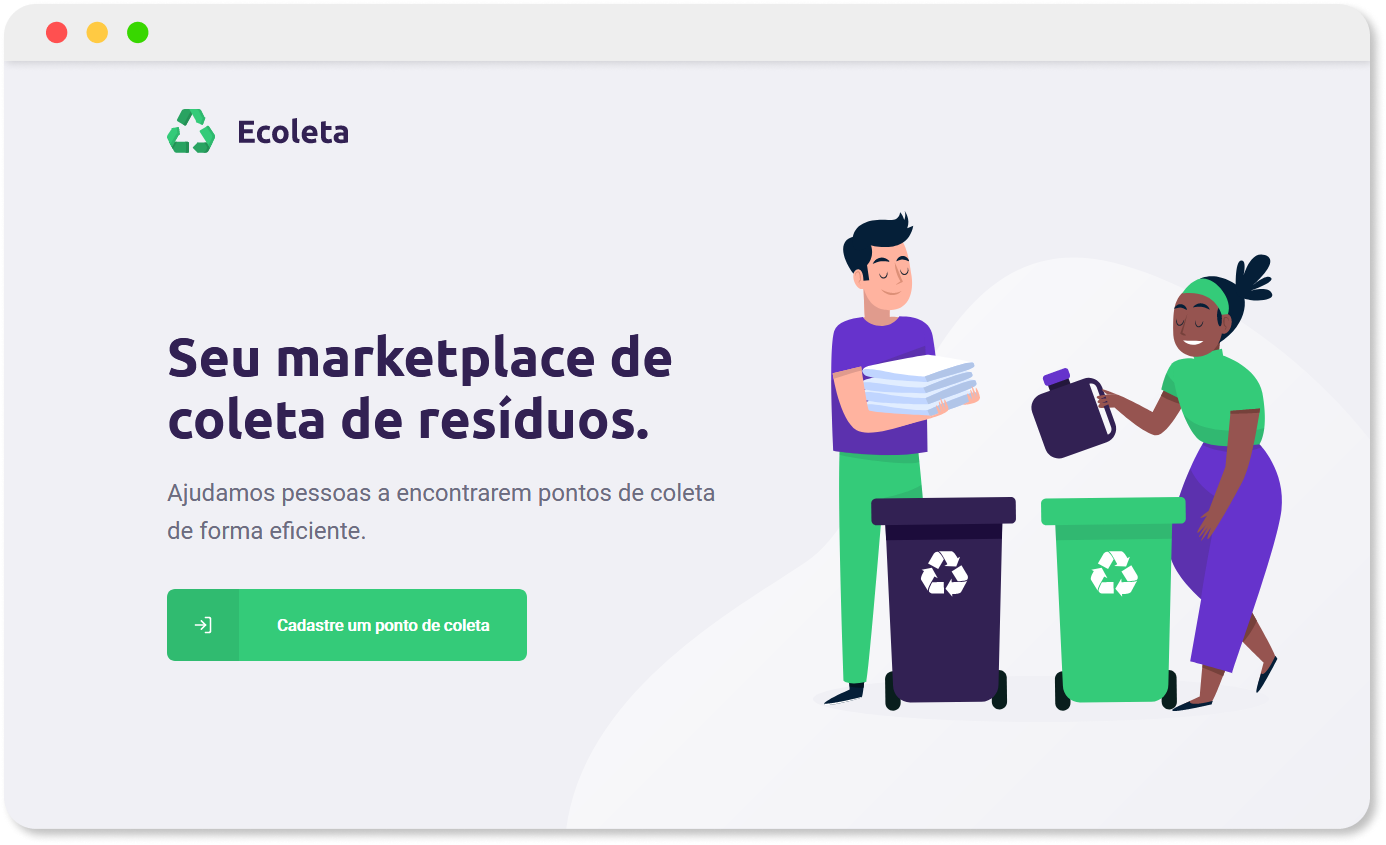 Ecoleta
Seu marketplace de
coleta de resíduos.
Ajudamos pessoas a encontrarem pontos de coleta
de forma eficiente.
Cadastre um ponto de coleta